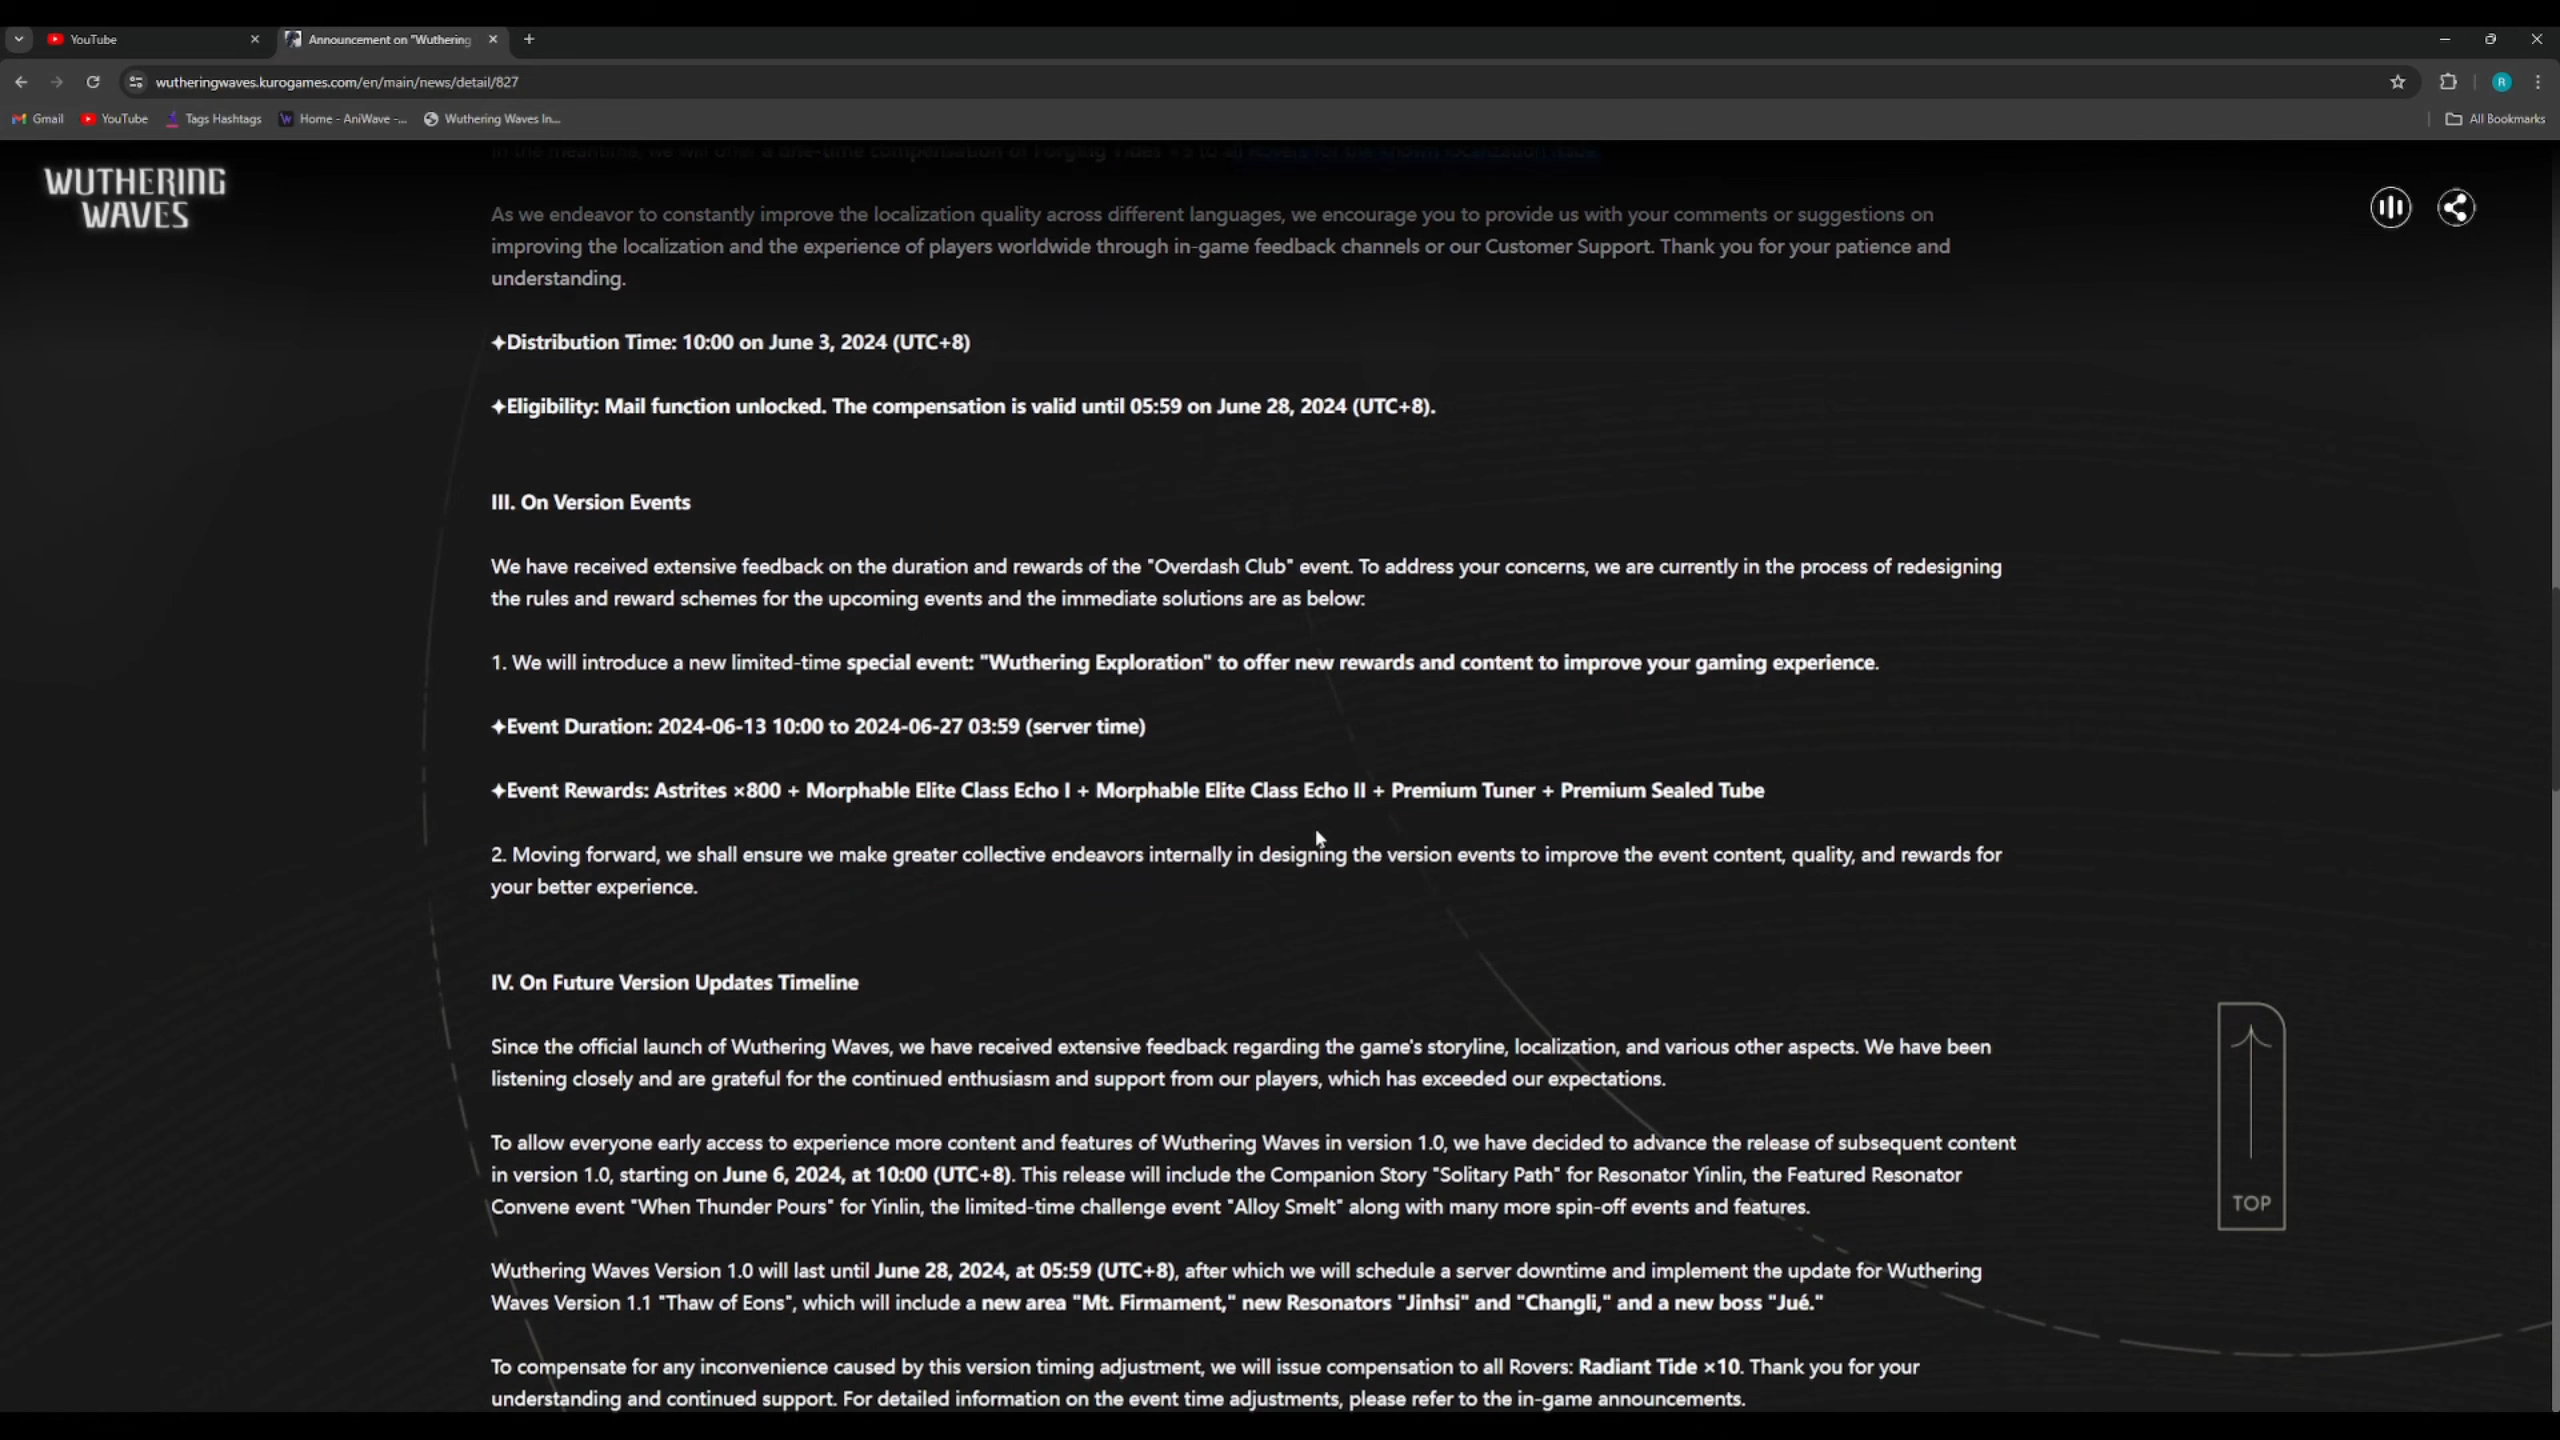 YouTube
Announcement on "Wuthering
wutheringwaves.kurogames.com/en/main/news/detail/827
R
Gmail
YouTube
Tags Hashtags
Home - AniWave -...
Wuthering Waves In...
All Bookmarks
WUTHERING
WAVES
In the meantime, we will offer a one-time compensation of Forging Tides ×5 to all Rovers for the known localization issue.
As we endeavor to constantly improve the localization quality across different languages, we encourage you to provide us with your comments or suggestions on
improving the localization and the experience of players worldwide through in-game feedback channels or our Customer Support. Thank you for your patience and
understanding.
✦Distribution Time: 10:00 on June 3, 2024 (UTC+8)
✦Eligibility: Mail function unlocked. The compensation is valid until 05:59 on June 28, 2024 (UTC+8).
III. On Version Events
We have received extensive feedback on the duration and rewards of the "Overdash Club" event. To address your concerns, we are currently in the process of redesigning
the rules and reward schemes for the upcoming events and the immediate solutions are as below:
1. We will introduce a new limited-time special event: "Wuthering Exploration" to offer new rewards and content to improve your gaming experience.
✦Event Duration: 2024-06-13 10:00 to 2024-06-27 03:59 (server time)
✦Event Rewards: Astrites ×800 + Morphable Elite Class Echo I + Morphable Elite Class Echo II + Premium Tuner + Premium Sealed Tube
2. Moving forward, we shall ensure we make greater collective endeavors internally in designing the version events to improve the event content, quality, and rewards for
your better experience.
IV. On Future Version Updates Timeline
Since the official launch of Wuthering Waves, we have received extensive feedback regarding the game's storyline, localization, and various other aspects. We have been
listening closely and are grateful for the continued enthusiasm and support from our players, which has exceeded our expectations.
To allow everyone early access to experience more content and features of Wuthering Waves in version 1.0, we have decided to advance the release of subsequent content
in version 1.0, starting on June 6, 2024, at 10:00 (UTC+8). This release will include the Companion Story "Solitary Path" for Resonator Yinlin, the Featured Resonator
Convene event "When Thunder Pours" for Yinlin, the limited-time challenge event "Alloy Smelt" along with many more spin-off events and features.
Wuthering Waves Version 1.0 will last until June 28, 2024, at 05:59 (UTC+8), after which we will schedule a server downtime and implement the update for Wuthering
Waves Version 1.1 "Thaw of Eons", which will include a new area "Mt. Firmament," new Resonators "Jinhsi" and "Changli," and a new boss "Jué."
To compensate for any inconvenience caused by this version timing adjustment, we will issue compensation to all Rovers: Radiant Tide ×10. Thank you for your
understanding and continued support. For detailed information on the event time adjustments, please refer to the in-game announcements.
TOP